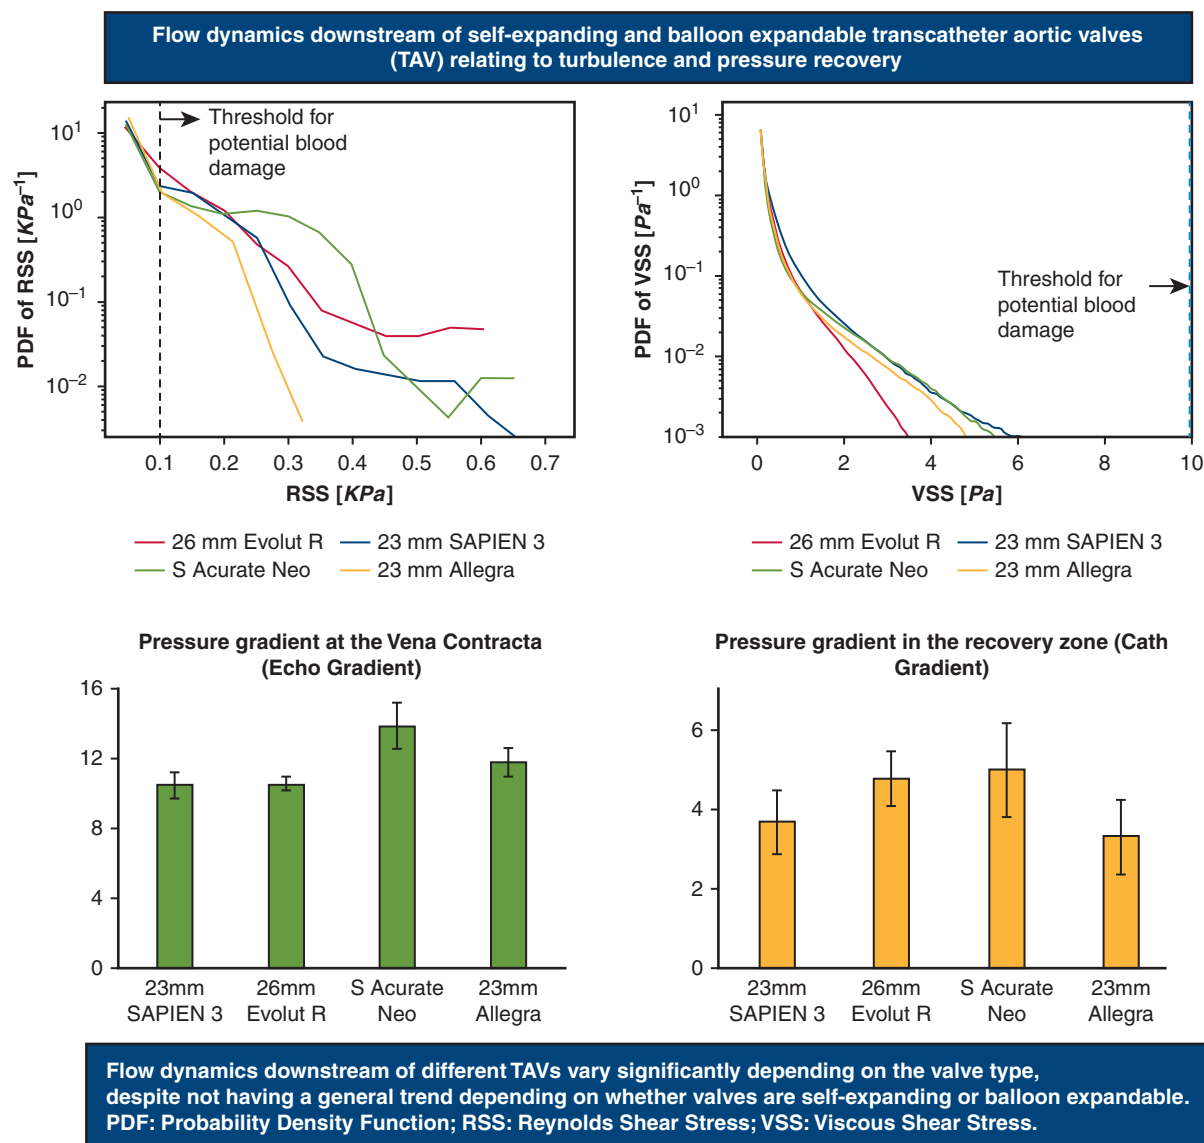 Flow dynamics downstream of self-expanding and balloon expandable transcatheter aortic valves
(TAV) relating to turbulence and pressure recovery
PDF of RSS [KPa⁻¹]
10¹
10⁰
10⁻¹
10⁻²
Threshold for
potential blood
damage
0.1 0.2 0.3 0.4 0.5 0.6 0.7
RSS [KPa]
26 mm Evolut R
23 mm SAPIEN 3
S Acurate Neo
23 mm Allegra
PDF of VSS [Pa⁻¹]
10¹
10⁰
10⁻¹
10⁻²
10⁻³
Threshold for
potential blood
damage
0 2 4 6 8 10
VSS [Pa]
26 mm Evolut R
23 mm SAPIEN 3
S Acurate Neo
23 mm Allegra
Pressure gradient at the Vena Contracta
(Echo Gradient)
16
12
8
4
0
23mm
SAPIEN 3
26mm
Evolut R
S Acurate
Neo
23mm
Allegra
Pressure gradient in the recovery zone (Cath
Gradient)
6
4
2
0
23mm
SAPIEN 3
26mm
Evolut R
S Acurate
Neo
23mm
Allegra
Flow dynamics downstream of different TAVs vary significantly depending on the valve type,
despite not having a general trend depending on whether valves are self-expanding or balloon expandable.
PDF: Probability Density Function; RSS: Reynolds Shear Stress; VSS: Viscous Shear Stress.